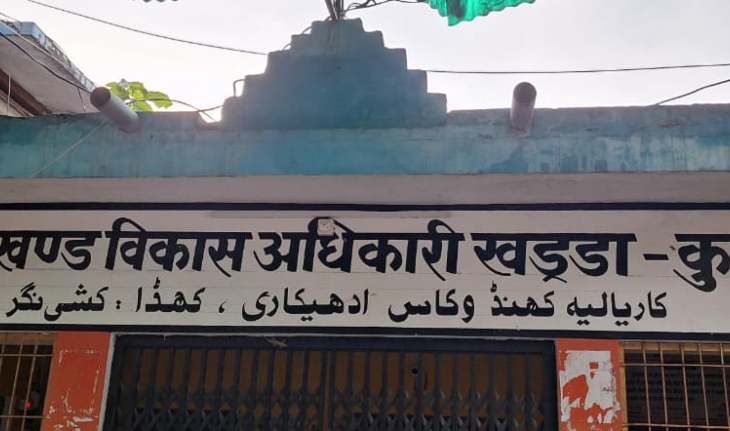 खण्ड विकास अधिकारी खड्डा - कु
کاریالیہ کھنڈ وکاس ادھیکاری ، کھڈا : کشی نگر